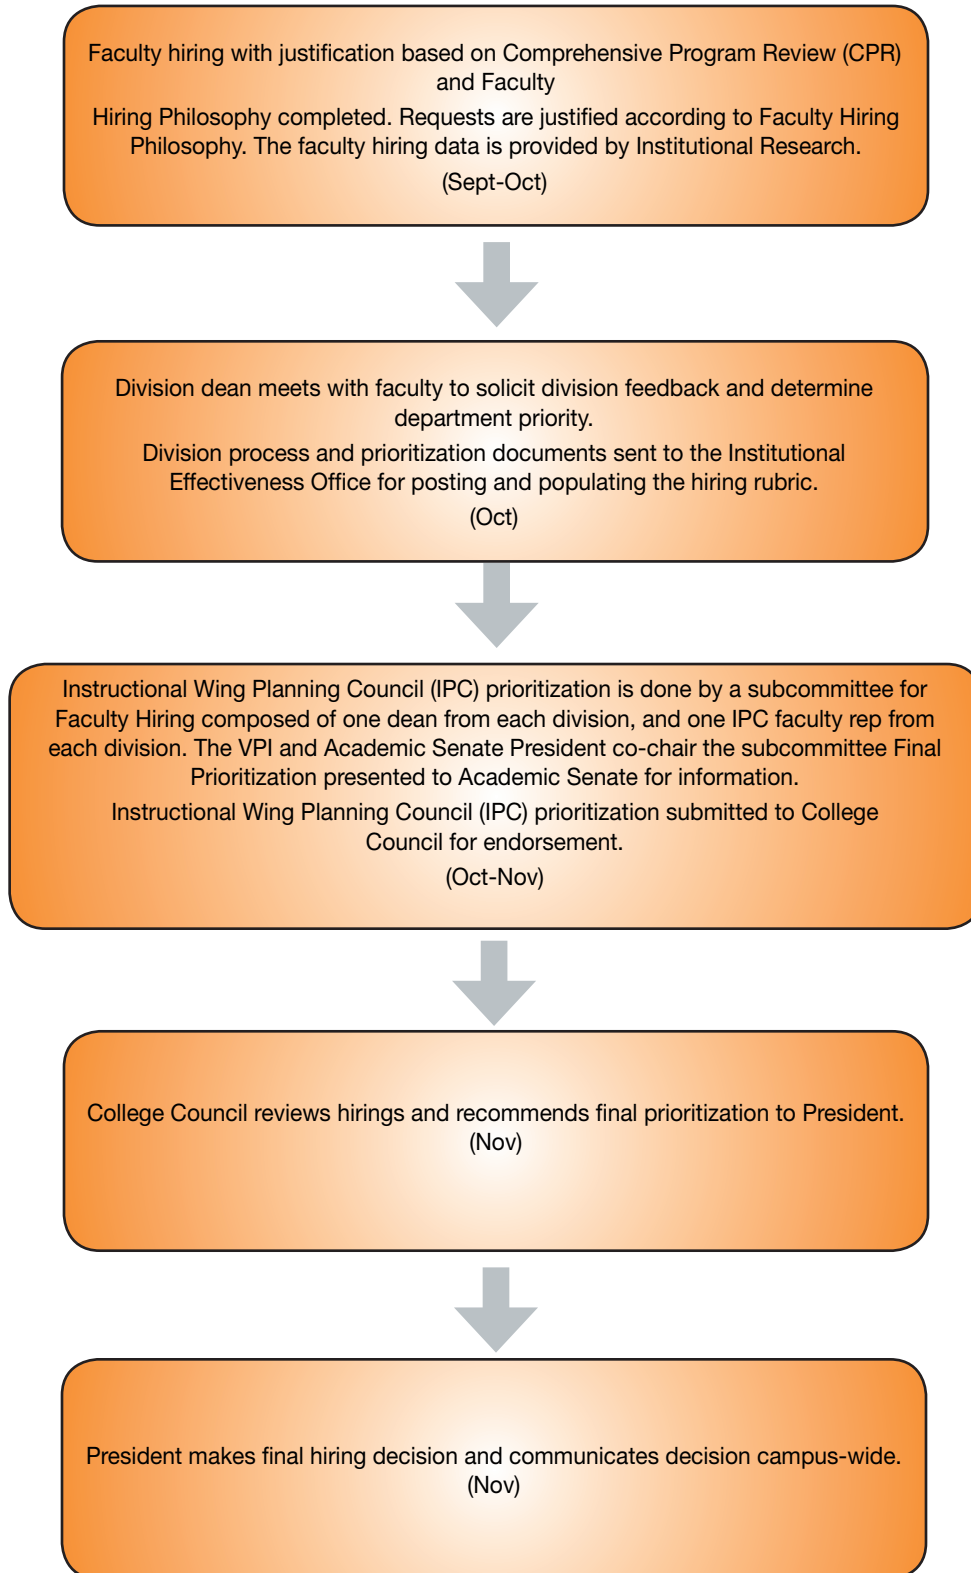 Faculty hiring with justification based on Comprehensive Program Review (CPR)
and Faculty
Hiring Philosophy completed. Requests are justified according to Faculty Hiring
Philosophy. The faculty hiring data is provided by Institutional Research.
(Sept-Oct)
Division dean meets with faculty to solicit division feedback and determine
department priority.
Division process and prioritization documents sent to the Institutional
Effectiveness Office for posting and populating the hiring rubric.
(Oct)
Instructional Wing Planning Council (IPC) prioritization is done by a subcommittee for
Faculty Hiring composed of one dean from each division, and one IPC faculty rep from
each division. The VPI and Academic Senate President co-chair the subcommittee Final
Prioritization presented to Academic Senate for information.
Instructional Wing Planning Council (IPC) prioritization submitted to College
Council for endorsement.
(Oct-Nov)
College Council reviews hirings and recommends final prioritization to President.
(Nov)
President makes final hiring decision and communicates decision campus-wide.
(Nov)